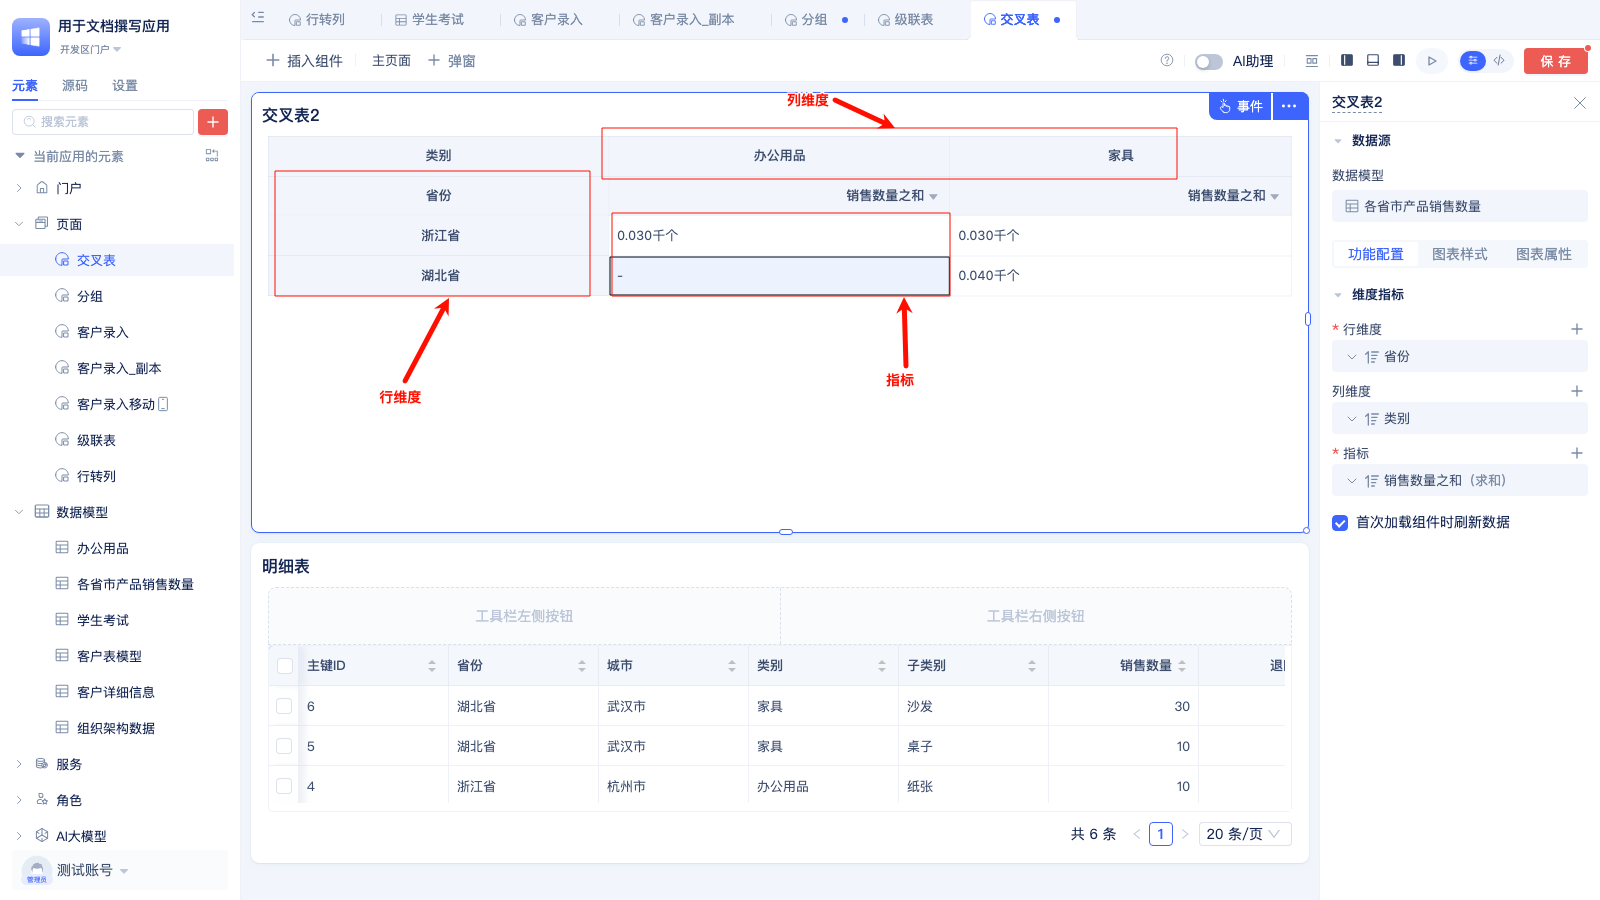 用于文档撰写应用
开发区门户
元素 源码 设置
搜索元素
当前应用的元素
门户
页面
交叉表
分组
客户录入
客户录入_副本
客户录入移动
级联表
行转列
数据模型
办公用品
各省市产品销售数量
学生考试
客户表模型
客户详细信息
组织架构数据
服务
角色
AI大模型
测试账号
管理员
行转列 学生考试 客户录入 客户录入_副本 分组 级联表 交叉表
插入组件 主页面 弹窗 AI助理 保 存
交叉表2 事件
列维度
类别 办公用品 家具
省份 销售数量之和 销售数量之和
浙江省 0.030千个 0.030千个
湖北省 - 0.040千个
行维度 指标
明细表
工具栏左侧按钮 工具栏右侧按钮
主键ID 省份 城市 类别 子类别 销售数量
6 湖北省 武汉市 家具 沙发 30
5 湖北省 武汉市 家具 桌子 10
4 浙江省 杭州市 办公用品 纸张 10
共 6 条 1 20 条/页
交叉表2
数据源
数据模型
各省市产品销售数量
功能配置 图表样式 图表属性
维度指标
* 行维度
省份
列维度
类别
* 指标
销售数量之和（求和）
首次加载组件时刷新数据